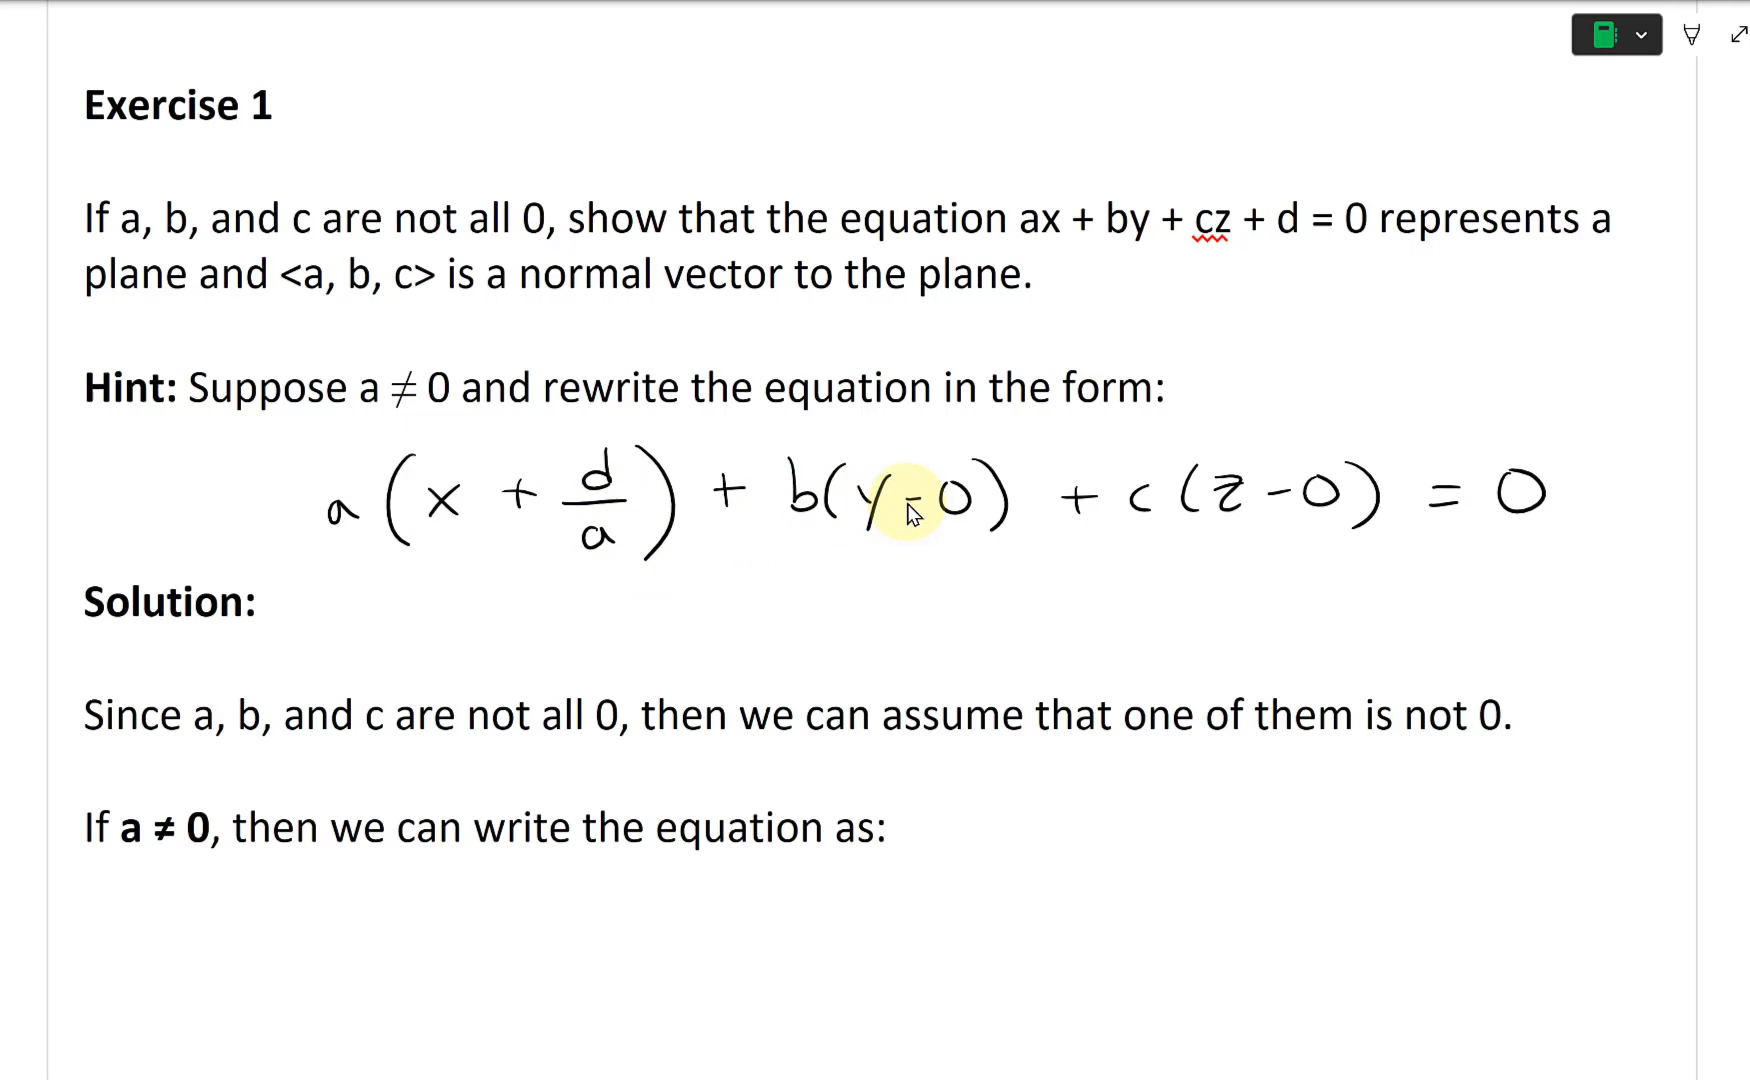 Exercise 1
If a, b, and c are not all 0, show that the equation ax + by + cz + d = 0 represents a
plane and <a, b, c> is a normal vector to the plane.
Hint: Suppose a ≠ 0 and rewrite the equation in the form:
a(x + d/a) + b(y-0) + c(z-0) = 0
Solution:
Since a, b, and c are not all 0, then we can assume that one of them is not 0.
If a ≠ 0, then we can write the equation as: